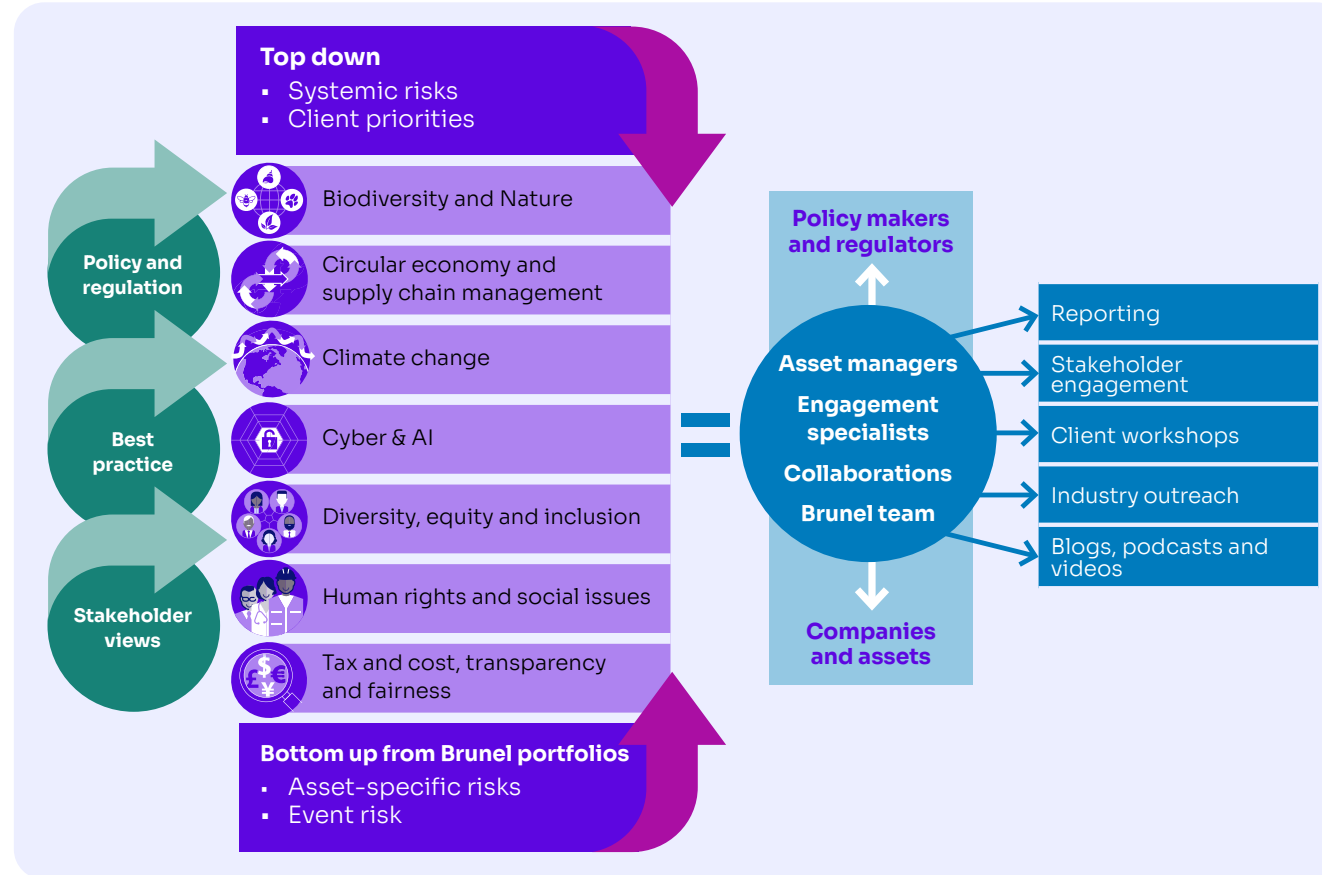 Top down
▪ Systemic risks
▪ Client priorities
Policy and
regulation
Best
practice
Stakeholder
views
Biodiversity and Nature
Circular economy and
supply chain management
Climate change
Cyber & AI
Diversity, equity and inclusion
Human rights and social issues
$
£ €
¥
Tax and cost, transparency
and fairness
Bottom up from Brunel portfolios
▪ Asset-specific risks
▪ Event risk
=
Policy makers
and regulators
Asset managers
Engagement
specialists
Collaborations
Brunel team
Companies
and assets
Reporting
Stakeholder
engagement
Client workshops
Industry outreach
Blogs, podcasts and
videos